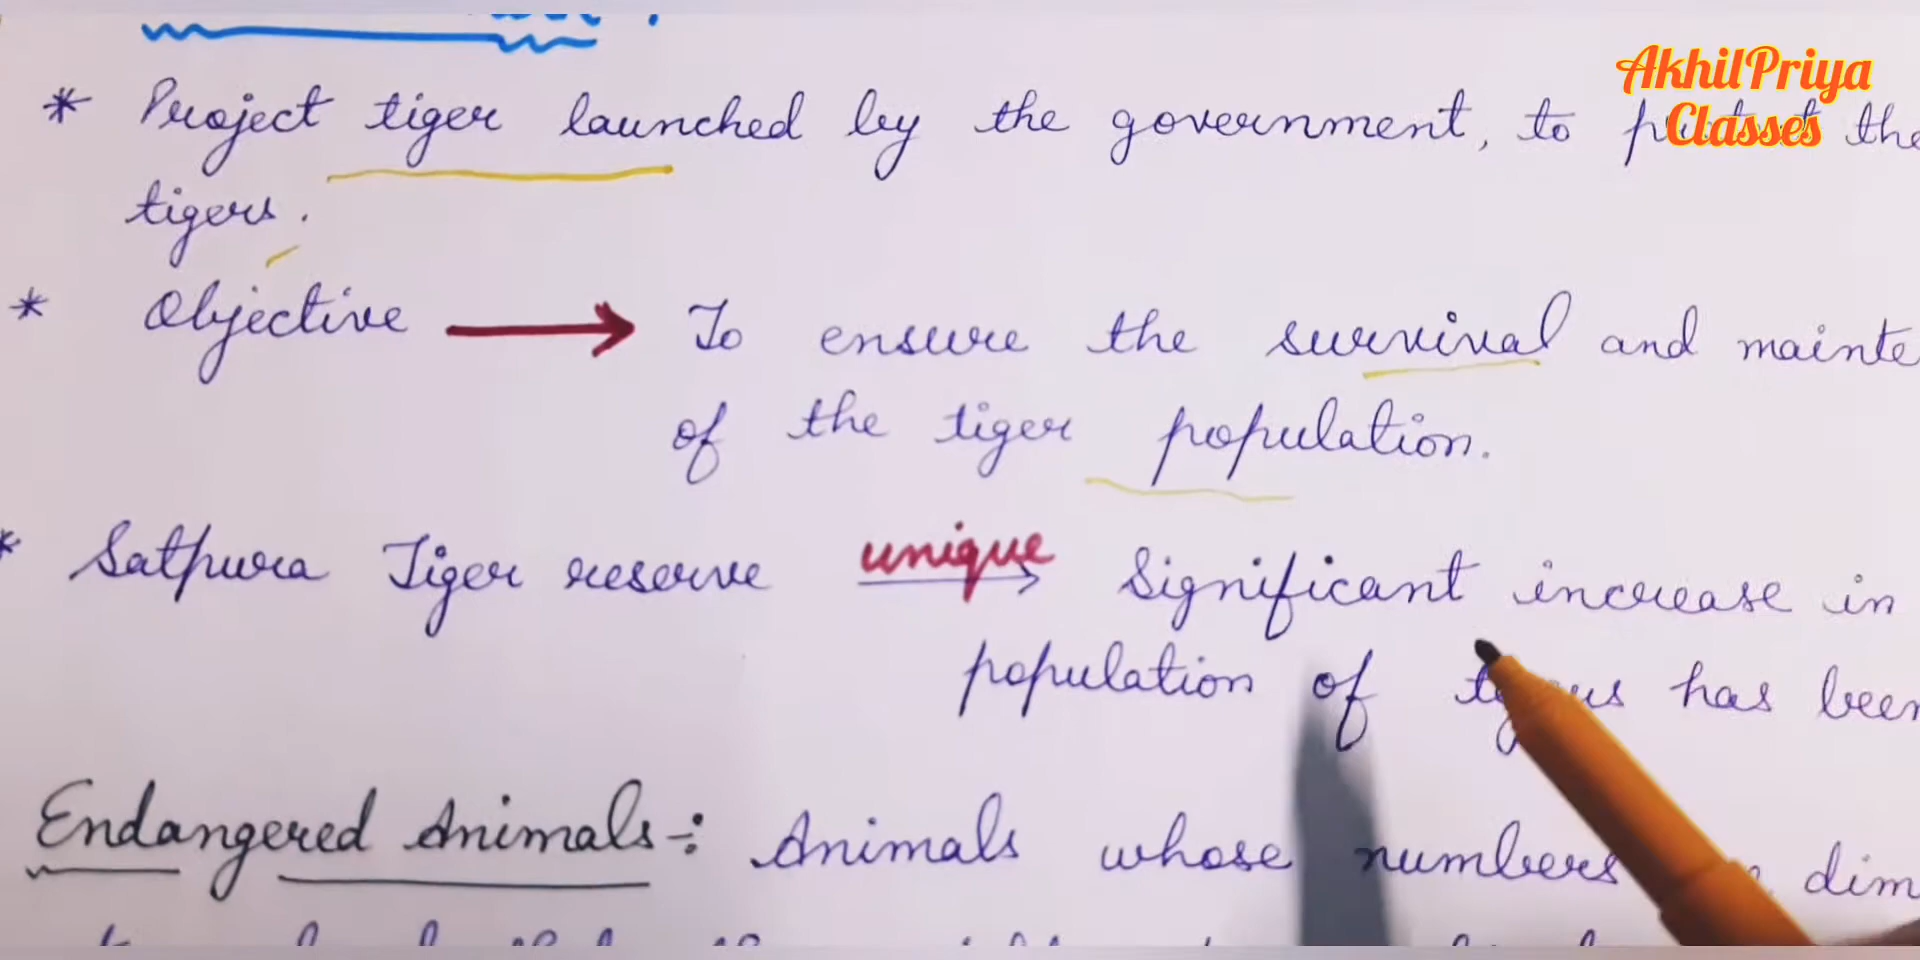 AkhilPriya
Classes
* Project tiger launched by the government, to the
tigers.
* Objective → To ensure the survival and mainte
of the tiger population.
* Satpura Tiger reserve unique → Significant increase in
population of has been
Endangered Animals -: Animals whose numbers dim